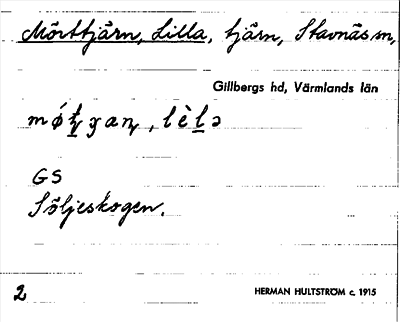 Mörttjärn, Lilla, tjärn, Stavnäs sn,
Gillbergs hd, Värmlands län
GS
Söljeskogen.
2
HERMAN HULTSTRÖM c. 1915